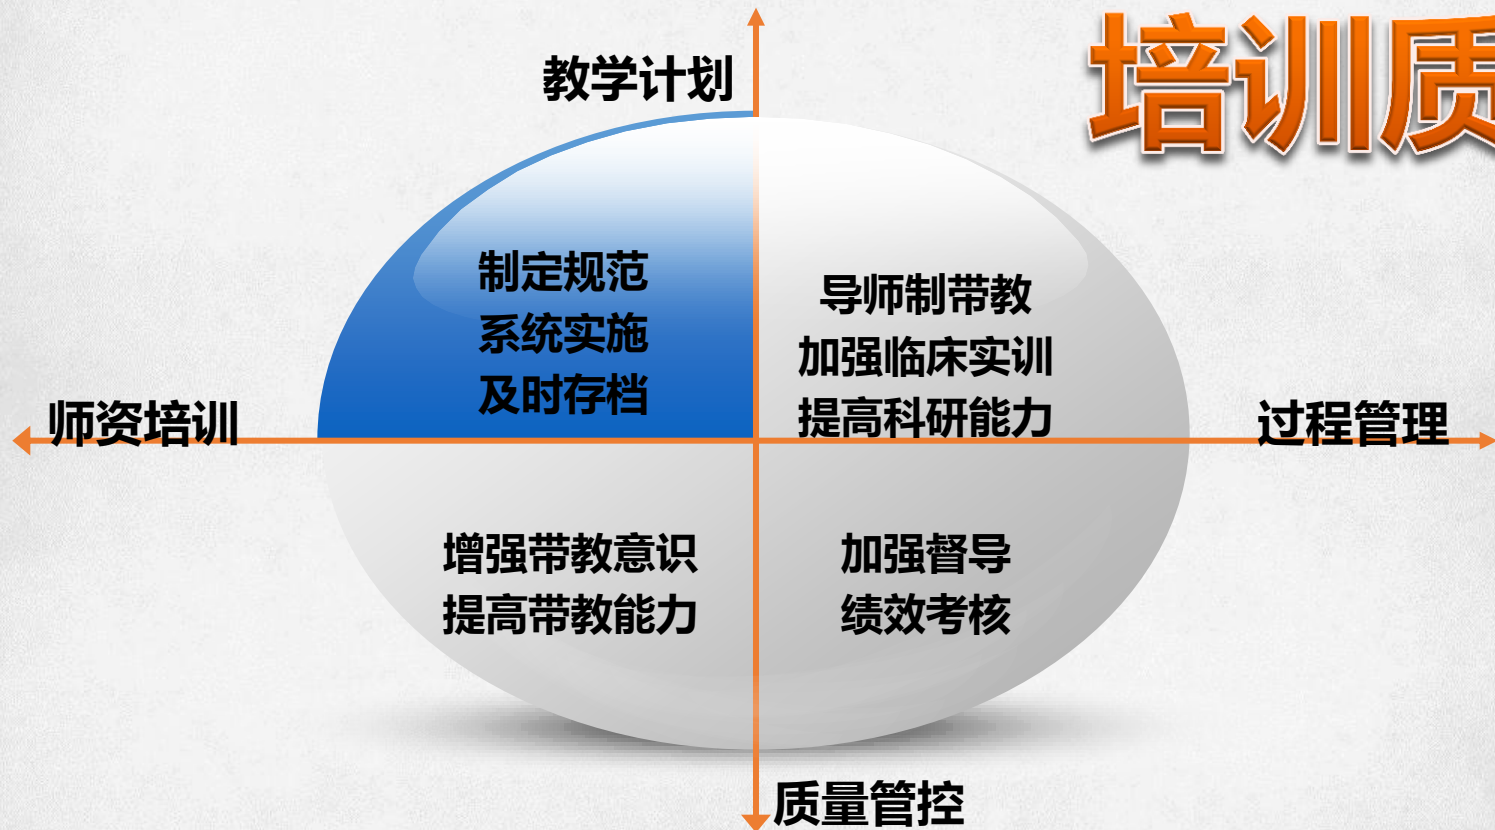 培训质
教学计划
制定规范
系统实施
及时存档
导师制带教
加强临床实训
提高科研能力
师资培训
过程管理
增强带教意识
提高带教能力
加强督导
绩效考核
质量管控